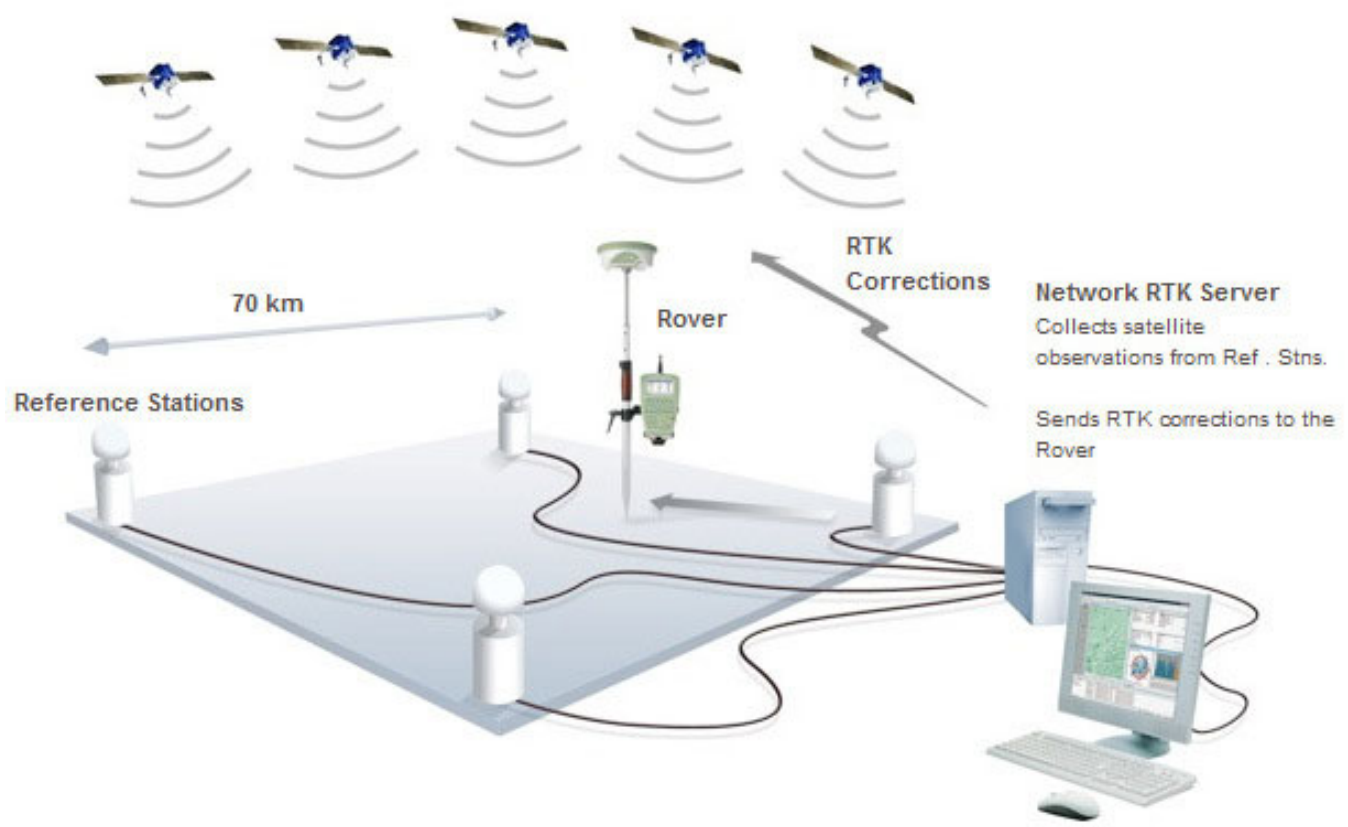 RTK
Corrections
70 km
Rover
Network RTK Server
Collects satellite
observations from Ref . Stns.
Reference Stations
Sends RTK corrections to the
Rover